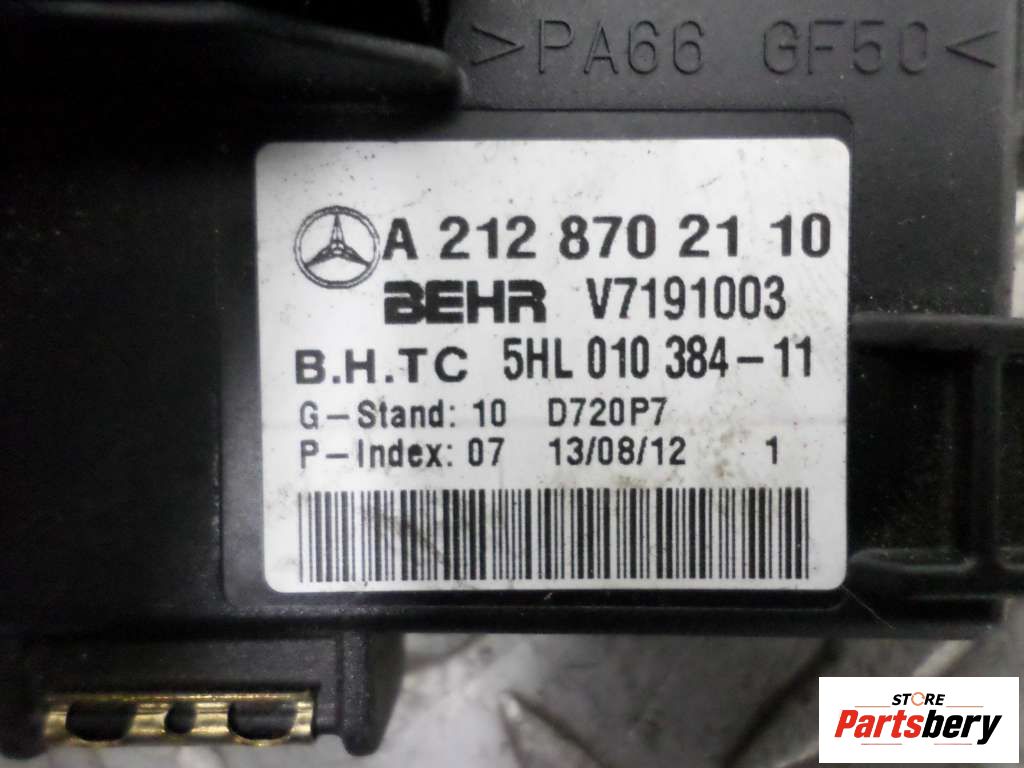 >PA66 GF50<
A 212 870 21 10
BEHR V7191003
B.H.TC 5HL 010 384-11
G-Stand: 10 D720P7
P-Index: 07 13/08/12 1
STORE
Partsbery